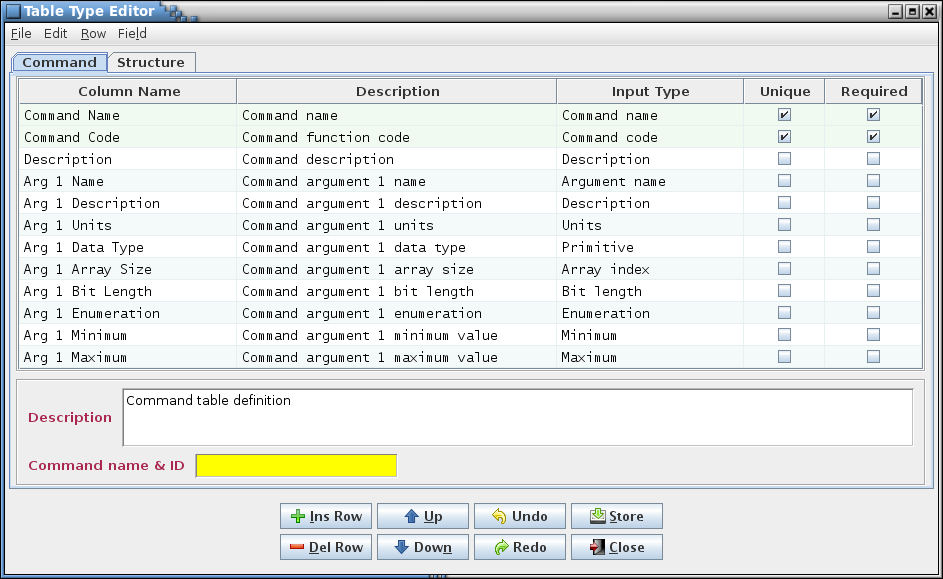 Table Type Editor
File Edit Row Field
Command Structure
Column Name Description Input Type Unique Required
Command Name Command name Command name
Command Code Command function code Command code
Description Command description Description
Arg 1 Name Command argument 1 name Argument name
Arg 1 Description Command argument 1 description Description
Arg 1 Units Command argument 1 units Units
Arg 1 Data Type Command argument 1 data type Primitive
Arg 1 Array Size Command argument 1 array size Array index
Arg 1 Bit Length Command argument 1 bit length Bit length
Arg 1 Enumeration Command argument 1 enumeration Enumeration
Arg 1 Minimum Command argument 1 minimum value Minimum
Arg 1 Maximum Command argument 1 maximum value Maximum
Description Command table definition
Command name & ID
Ins Row Up Undo Store
Del Row Down Redo Close